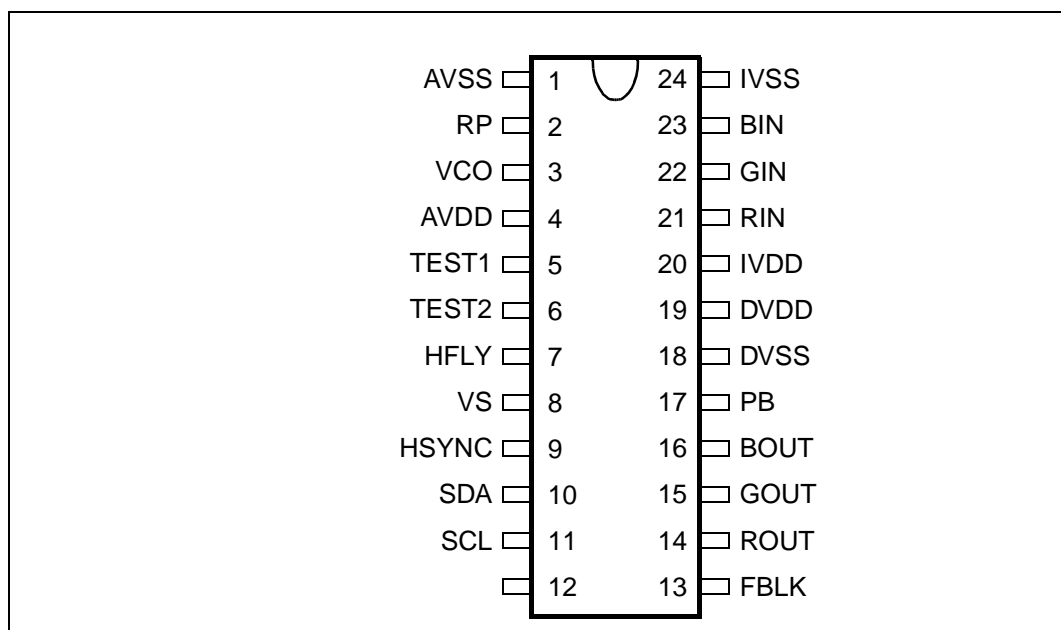 AVSS 1 24 IVSS
RP 2 23 BIN
VCO 3 22 GIN
AVDD 4 21 RIN
TEST1 5 20 IVDD
TEST2 6 19 DVDD
HFLY 7 18 DVSS
VS 8 17 PB
HSYNC 9 16 BOUT
SDA 10 15 GOUT
SCL 11 14 ROUT
12 13 FBLK